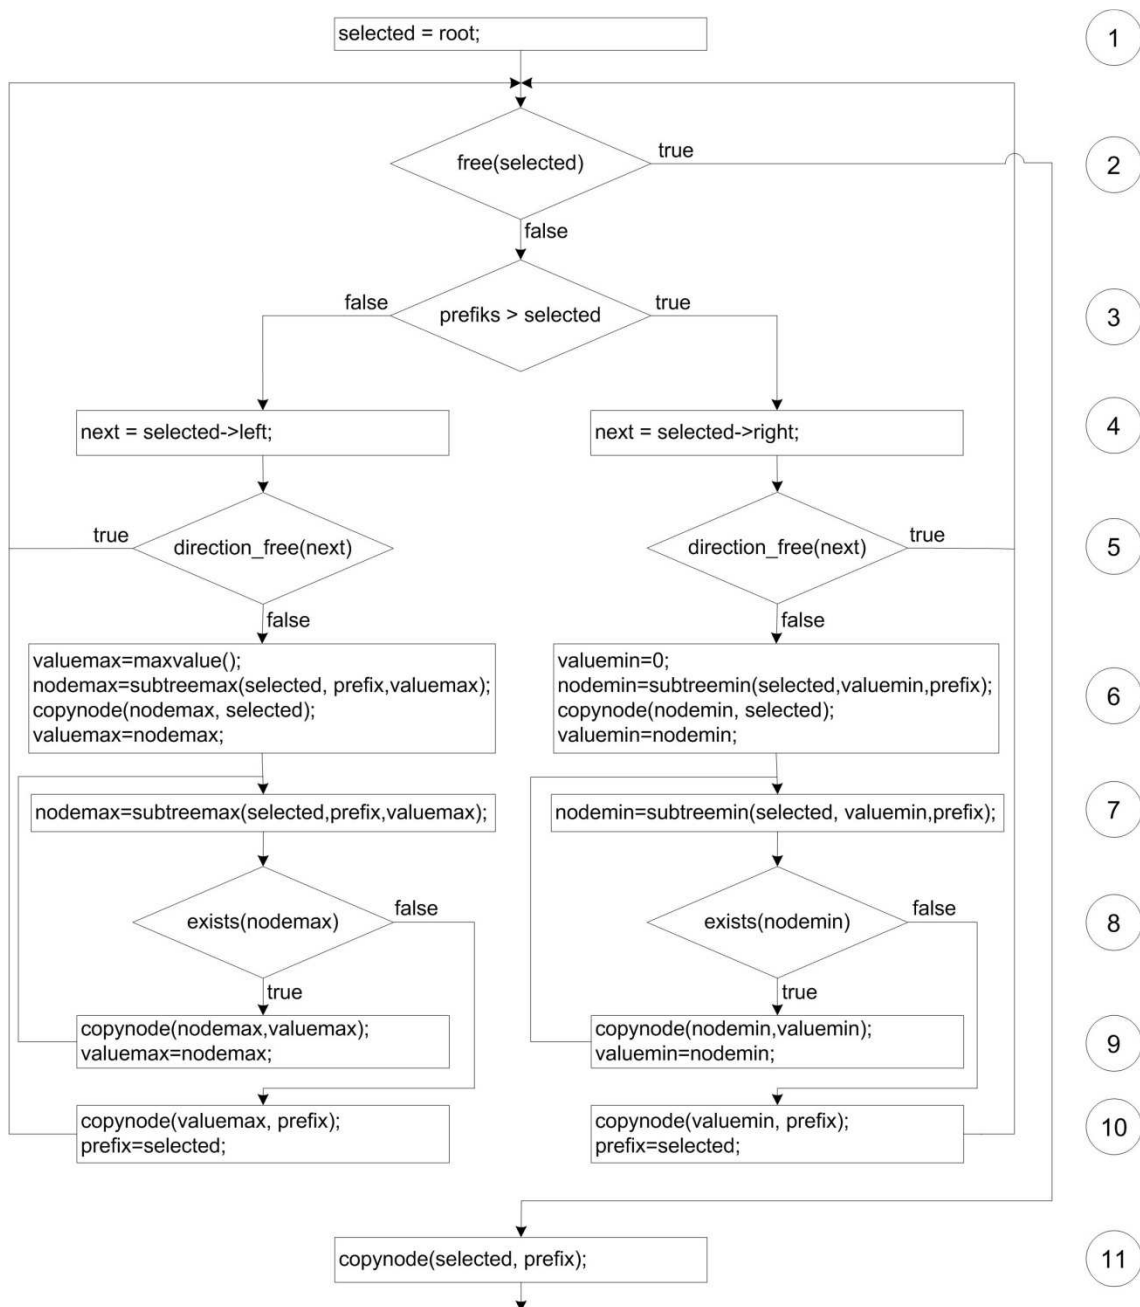 selected = root;
1
free(selected)
true
2
false
false
prefiks > selected
true
3
next = selected->left;
next = selected->right;
4
true
direction_free(next)
direction_free(next)
true
5
false
false
valuemax=maxvalue();
nodemax=subtreemax(selected, prefix,valuemax);
copynode(nodemax, selected);
valuemax=nodemax;
valuemin=0;
nodemin=subtreemin(selected,valuemin,prefix);
copynode(nodemin, selected);
valuemin=nodemin;
6
nodemax=subtreemax(selected,prefix,valuemax);
nodemin=subtreemin(selected, valuemin,prefix);
7
exists(nodemax)
false
exists(nodemin)
false
8
true
true
copynode(nodemax,valuemax);
valuemax=nodemax;
copynode(nodemin,valuemin);
valuemin=nodemin;
9
copynode(valuemax, prefix);
prefix=selected;
copynode(valuemin, prefix);
prefix=selected;
10
copynode(selected, prefix);
11